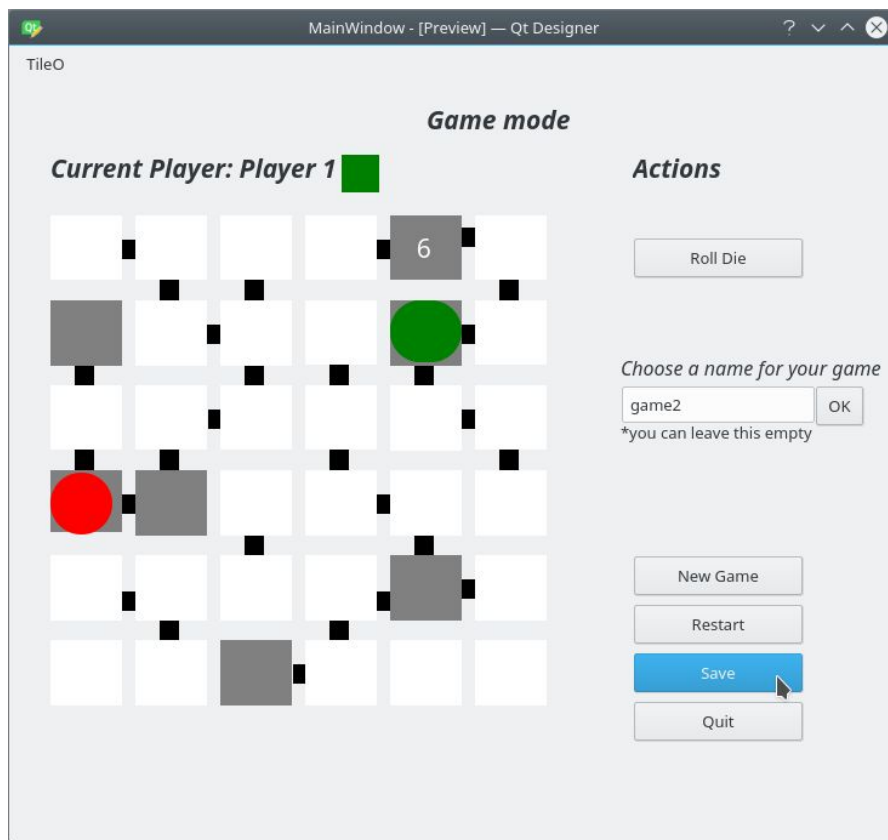 MainWindow - [Preview] — Qt Designer
TileO
Game mode
Current Player: Player 1
Actions
6
Roll Die
Choose a name for your game
game2
OK
*you can leave this empty
New Game
Restart
Save
Quit